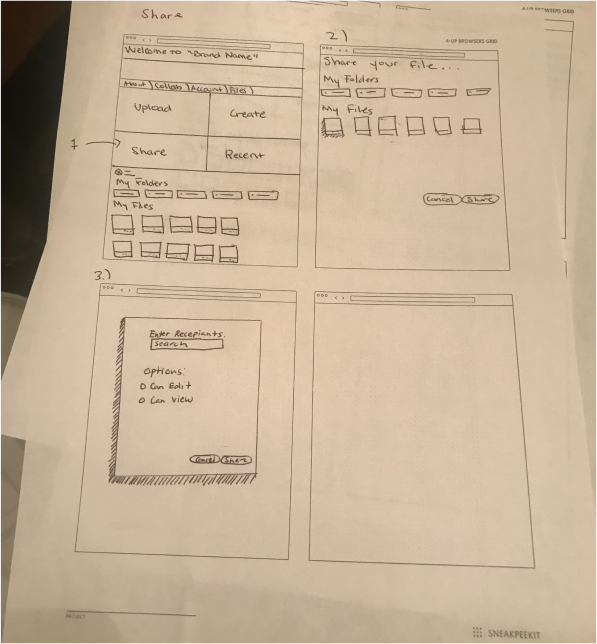 Share
4-UP BROWSERS GRID
Welcome to "Brand Name"
About Collab Account Files
Upload
Create
1
Share
Recent
My Folders
My Files
2)
4-UP BROWSERS GRID
Share your file...
My Folders
My Files
Cancel Share
3.)
Enter Recepiants:
Search
Options:
O Can Edit
O Can View
Cancel Share
PROJECT
SNEAKPEEKIT